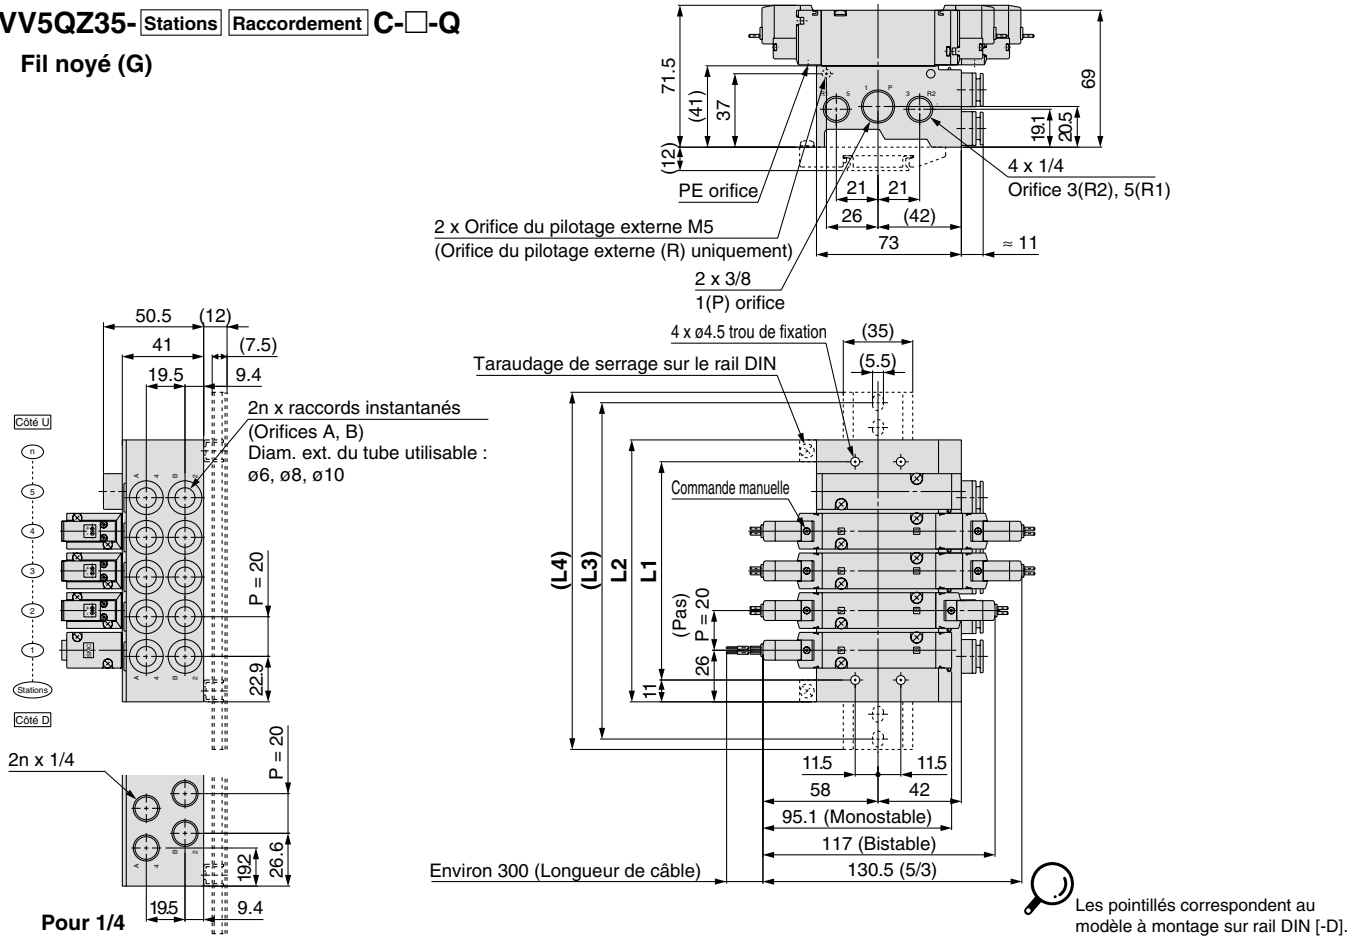 VV5QZ35- Stations Raccordement C-□-Q
Fil noyé (G)
71.5
(41)
37
(12)
69
19.1
20.5
R1
5
1
P
3
R2
PE orifice
21
21
26
(42)
73
≈ 11
4 x 1/4
Orifice 3(R2), 5(R1)
2 x Orifice du pilotage externe M5
(Orifice du pilotage externe (R) uniquement)
2 x 3/8
1(P) orifice
50.5
(12)
41
(7.5)
19.5
9.4
2n x raccords instantanés
(Orifices A, B)
Diam. ext. du tube utilisable :
ø6, ø8, ø10
Côté U
n
5
4
3
2
1
Stations
Côté D
A
4
B
2
A
4
B
2
P = 20
22.9
2n x 1/4
P = 20
A
4
B
2
19.2
26.6
19.5
9.4
Pour 1/4
4 x ø4.5 trou de fixation
(35)
(5.5)
Taraudage de serrage sur le rail DIN
Commande manuelle
(L4)
(L3)
L2
L1
(Pas)
P = 20
26
11
11.5
11.5
58
42
95.1 (Monostable)
117 (Bistable)
Environ 300 (Longueur de câble)
130.5 (5/3)
Les pointillés correspondent au
modèle à montage sur rail DIN [-D].